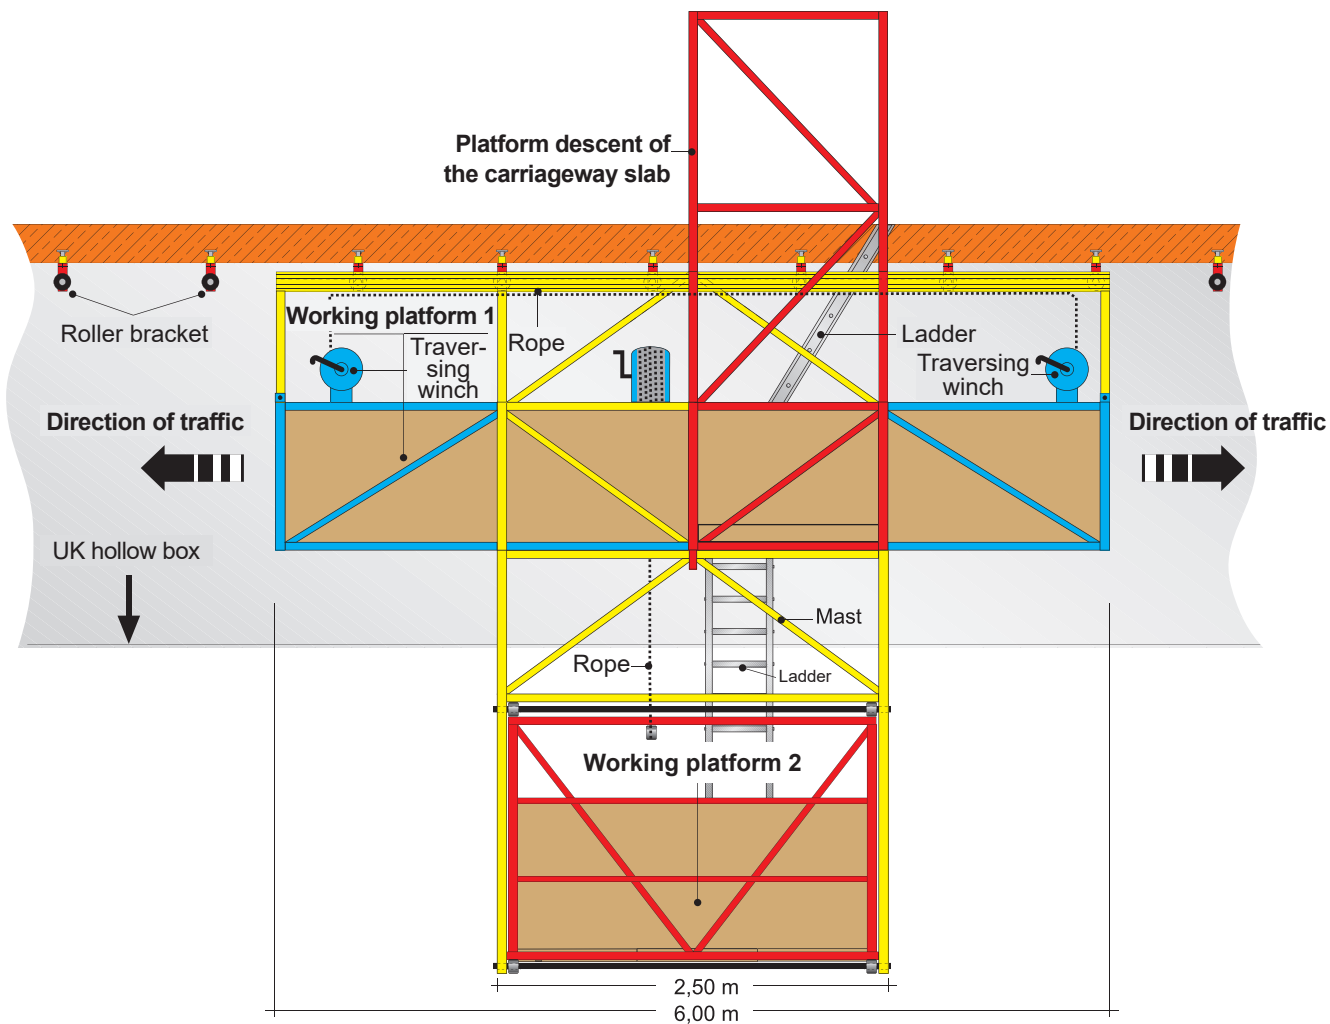 Platform descent of
the carriageway slab
Roller bracket
Working platform 1
Traver-
sing
winch
Rope
Ladder
Traversing
winch
Direction of traffic
Direction of traffic
UK hollow box
Mast
Rope
Ladder
Working platform 2
2,50 m
6,00 m